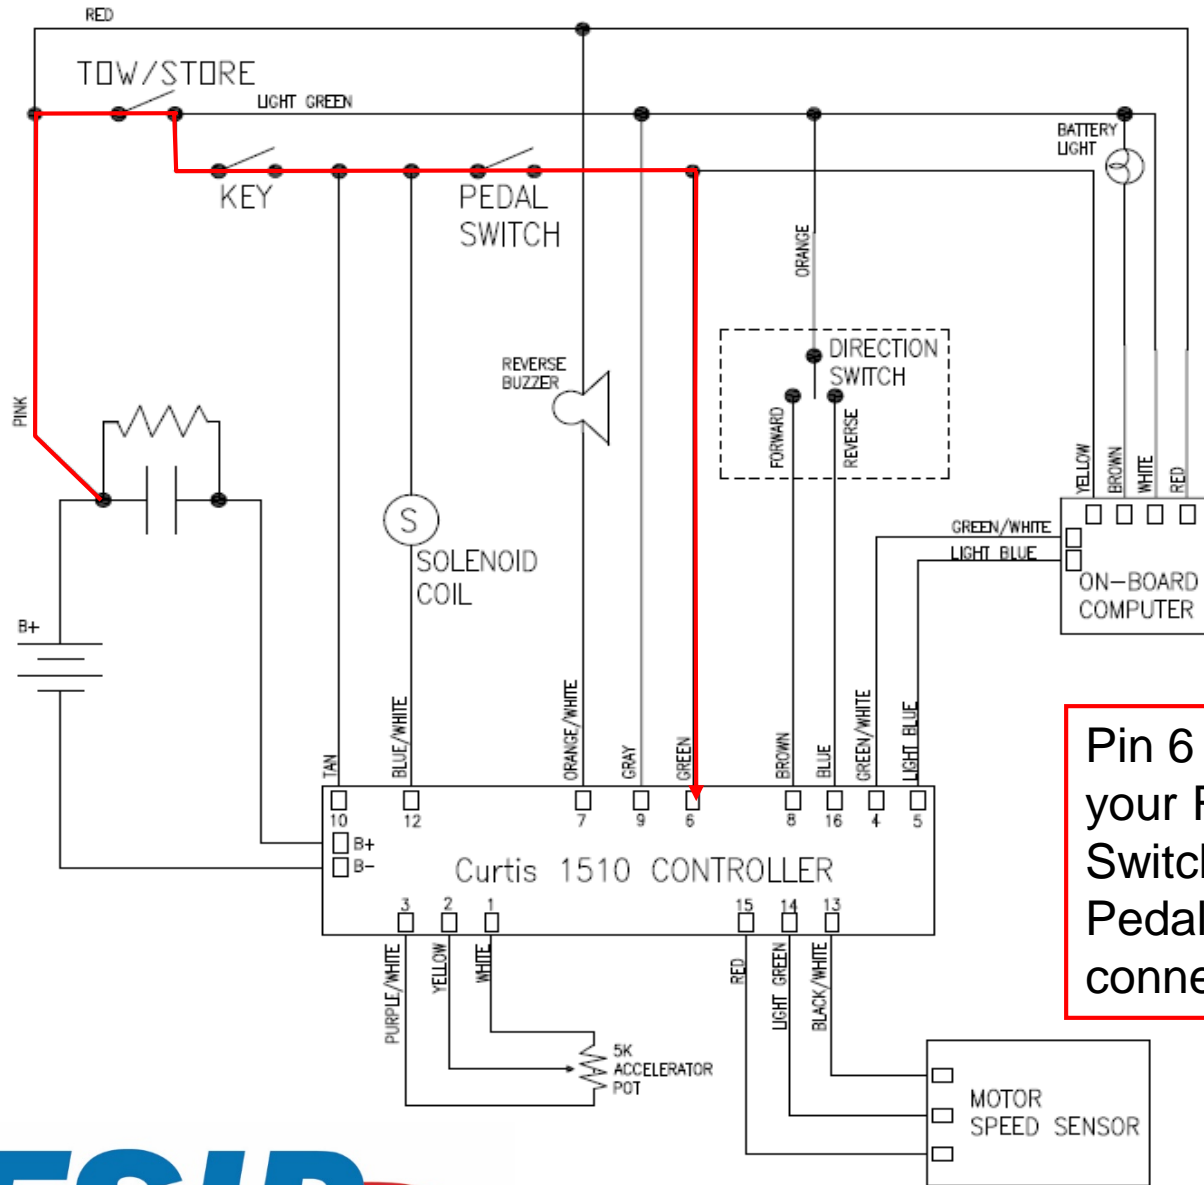 RED
TOW/STORE
LIGHT GREEN
BATTERY
LIGHT
KEY
PEDAL
SWITCH
ORANGE
DIRECTION
SWITCH
REVERSE
BUZZER
PINK
FORWARD
REVERSE
YELLOW
BROWN
WHITE
RED
S
SOLENOID
COIL
GREEN/WHITE
LIGHT BLUE
ON-BOARD
COMPUTER
B+
TAN
BLUE/WHITE
ORANGE/WHITE
GRAY
GREEN
BROWN
BLUE
GREEN/WHITE
LIGHT BLUE
10 12 7 9 6 8 16 4 5
B+
B-
Curtis 1510 CONTROLLER
3 2 1 15 14 13
PURPLE/WHITE
YELLOW
WHITE
RED
LIGHT GREEN
BLACK/WHITE
5K
ACCELERATOR
POT
MOTOR
SPEED SENSOR
Pin 6
your
Switch
Pedal